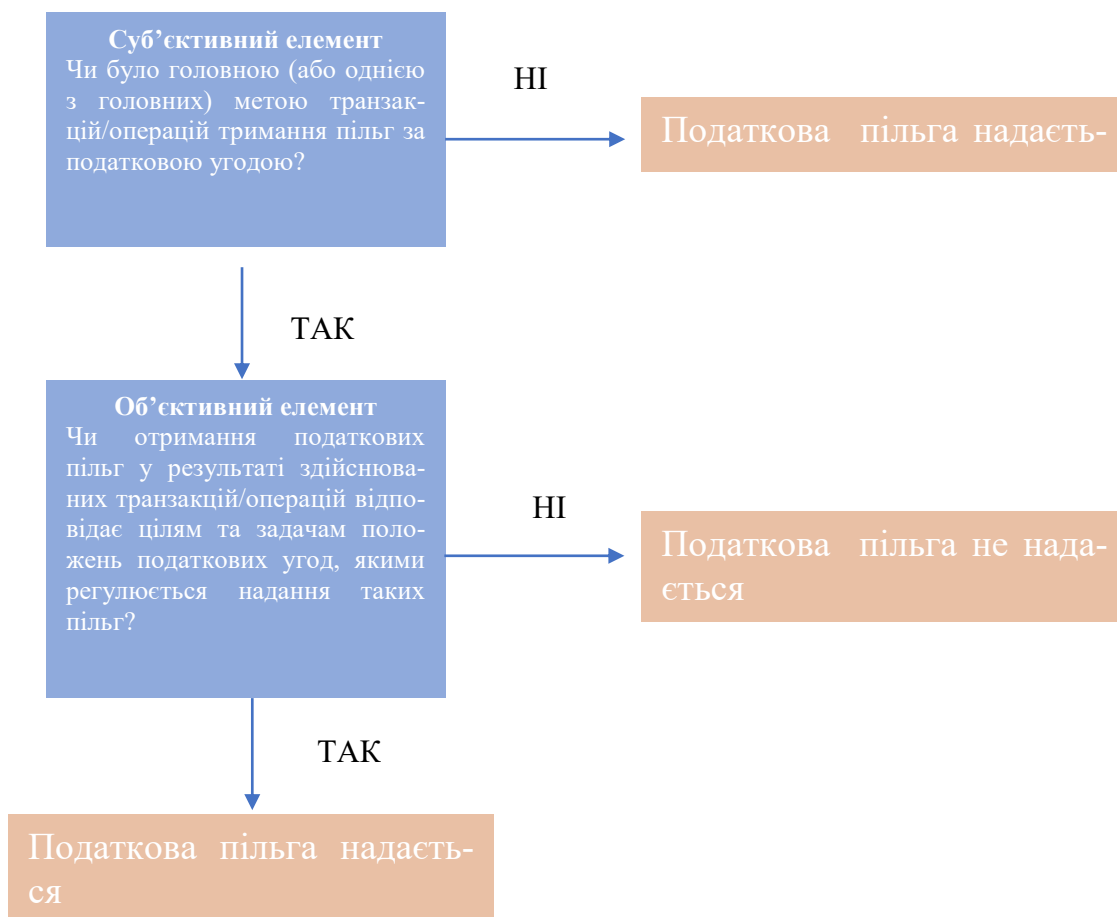 Суб’єктивний елемент
Чи було головною (або однією
з головних) метою транзак-
цій/операцій тримання пільг за
податковою угодою?
НІ
Податкова пільга надаєть-
ТАК
Об’єктивний елемент
Чи отримання податкових
пільг у результаті здійснюва-
них транзакцій/операцій відпо-
відає цілям та задачам поло-
жень податкових угод, якими
регулюється надання таких
пільг?
НІ
Податкова пільга не нада-
ється
ТАК
Податкова пільга надаєть-
ся